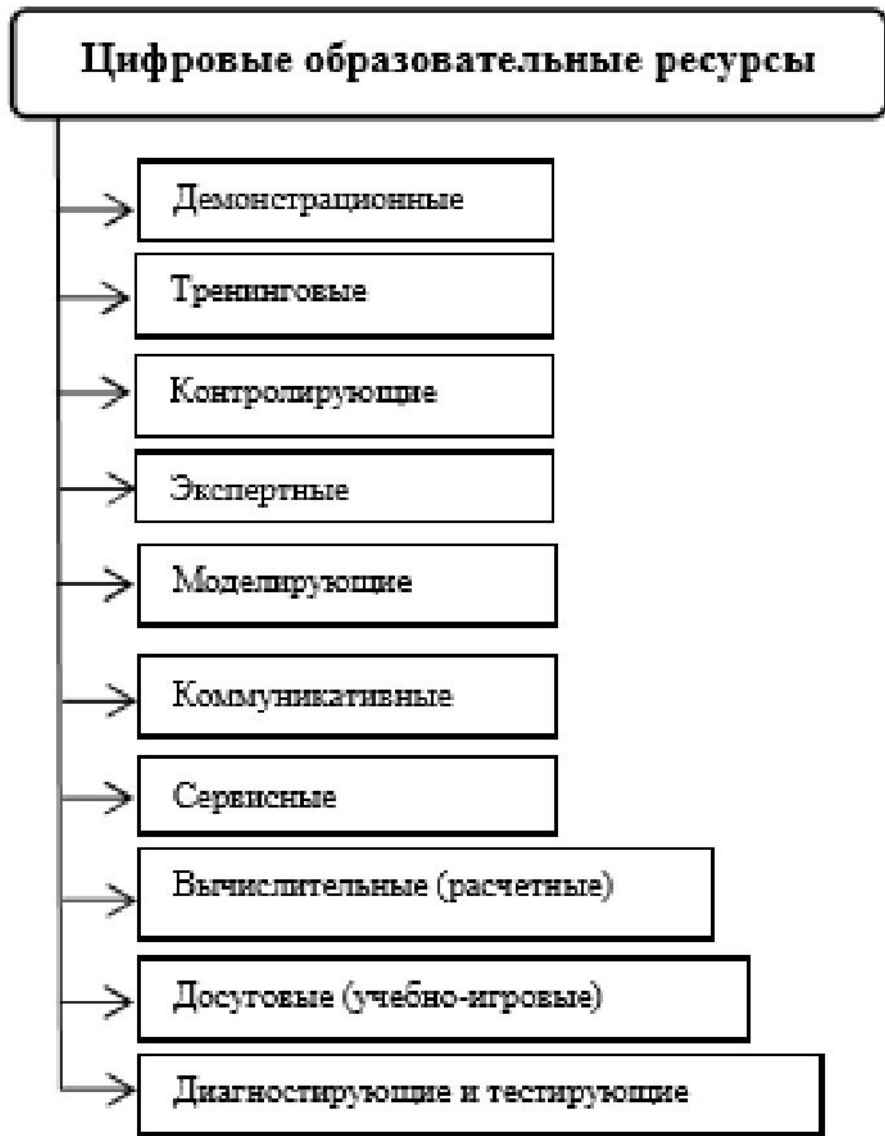 Цифровые образовательные ресурсы
Демонстрационные
Тренинговые
Контролирующие
Экспертные
Моделирующие
Коммуникативные
Сервисные
Вычислительные (расчетные)
Досуговые (учебно-игровые)
Диагностирующие и тестирующие